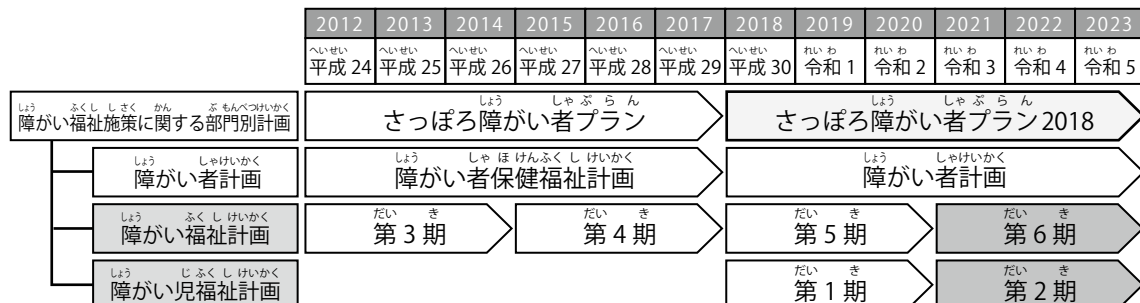 2012 2013 2014 2015 2016 2017 2018 2019 2020 2021 2022 2023
へいせい へいせい へいせい へいせい へいせい へいせい へいせい れいわ れいわ れいわ れいわ れいわ
平成24 平成25 平成26 平成27 平成28 平成29 平成30 令和1 令和2 令和3 令和4 令和5
しょう ふくし しさく かん ぶもんべつけいかく しょう しゃぷらん しょう しゃぷらん
障がい福祉施策に関する部門別計画 さっぽろ障がい者プラン さっぽろ障がい者プラン2018
しょう しゃけいかく しょう しゃほけんふくしけいかく しょう しゃけいかく
障がい者計画 障がい者保健福祉計画 障がい者計画
しょう ふくしけいかく だい き だい き だい き だい き
障がい福祉計画 第3期 第4期 第5期 第6期
しょう じふくしけいかく だい き だい き
障がい児福祉計画 第1期 第2期